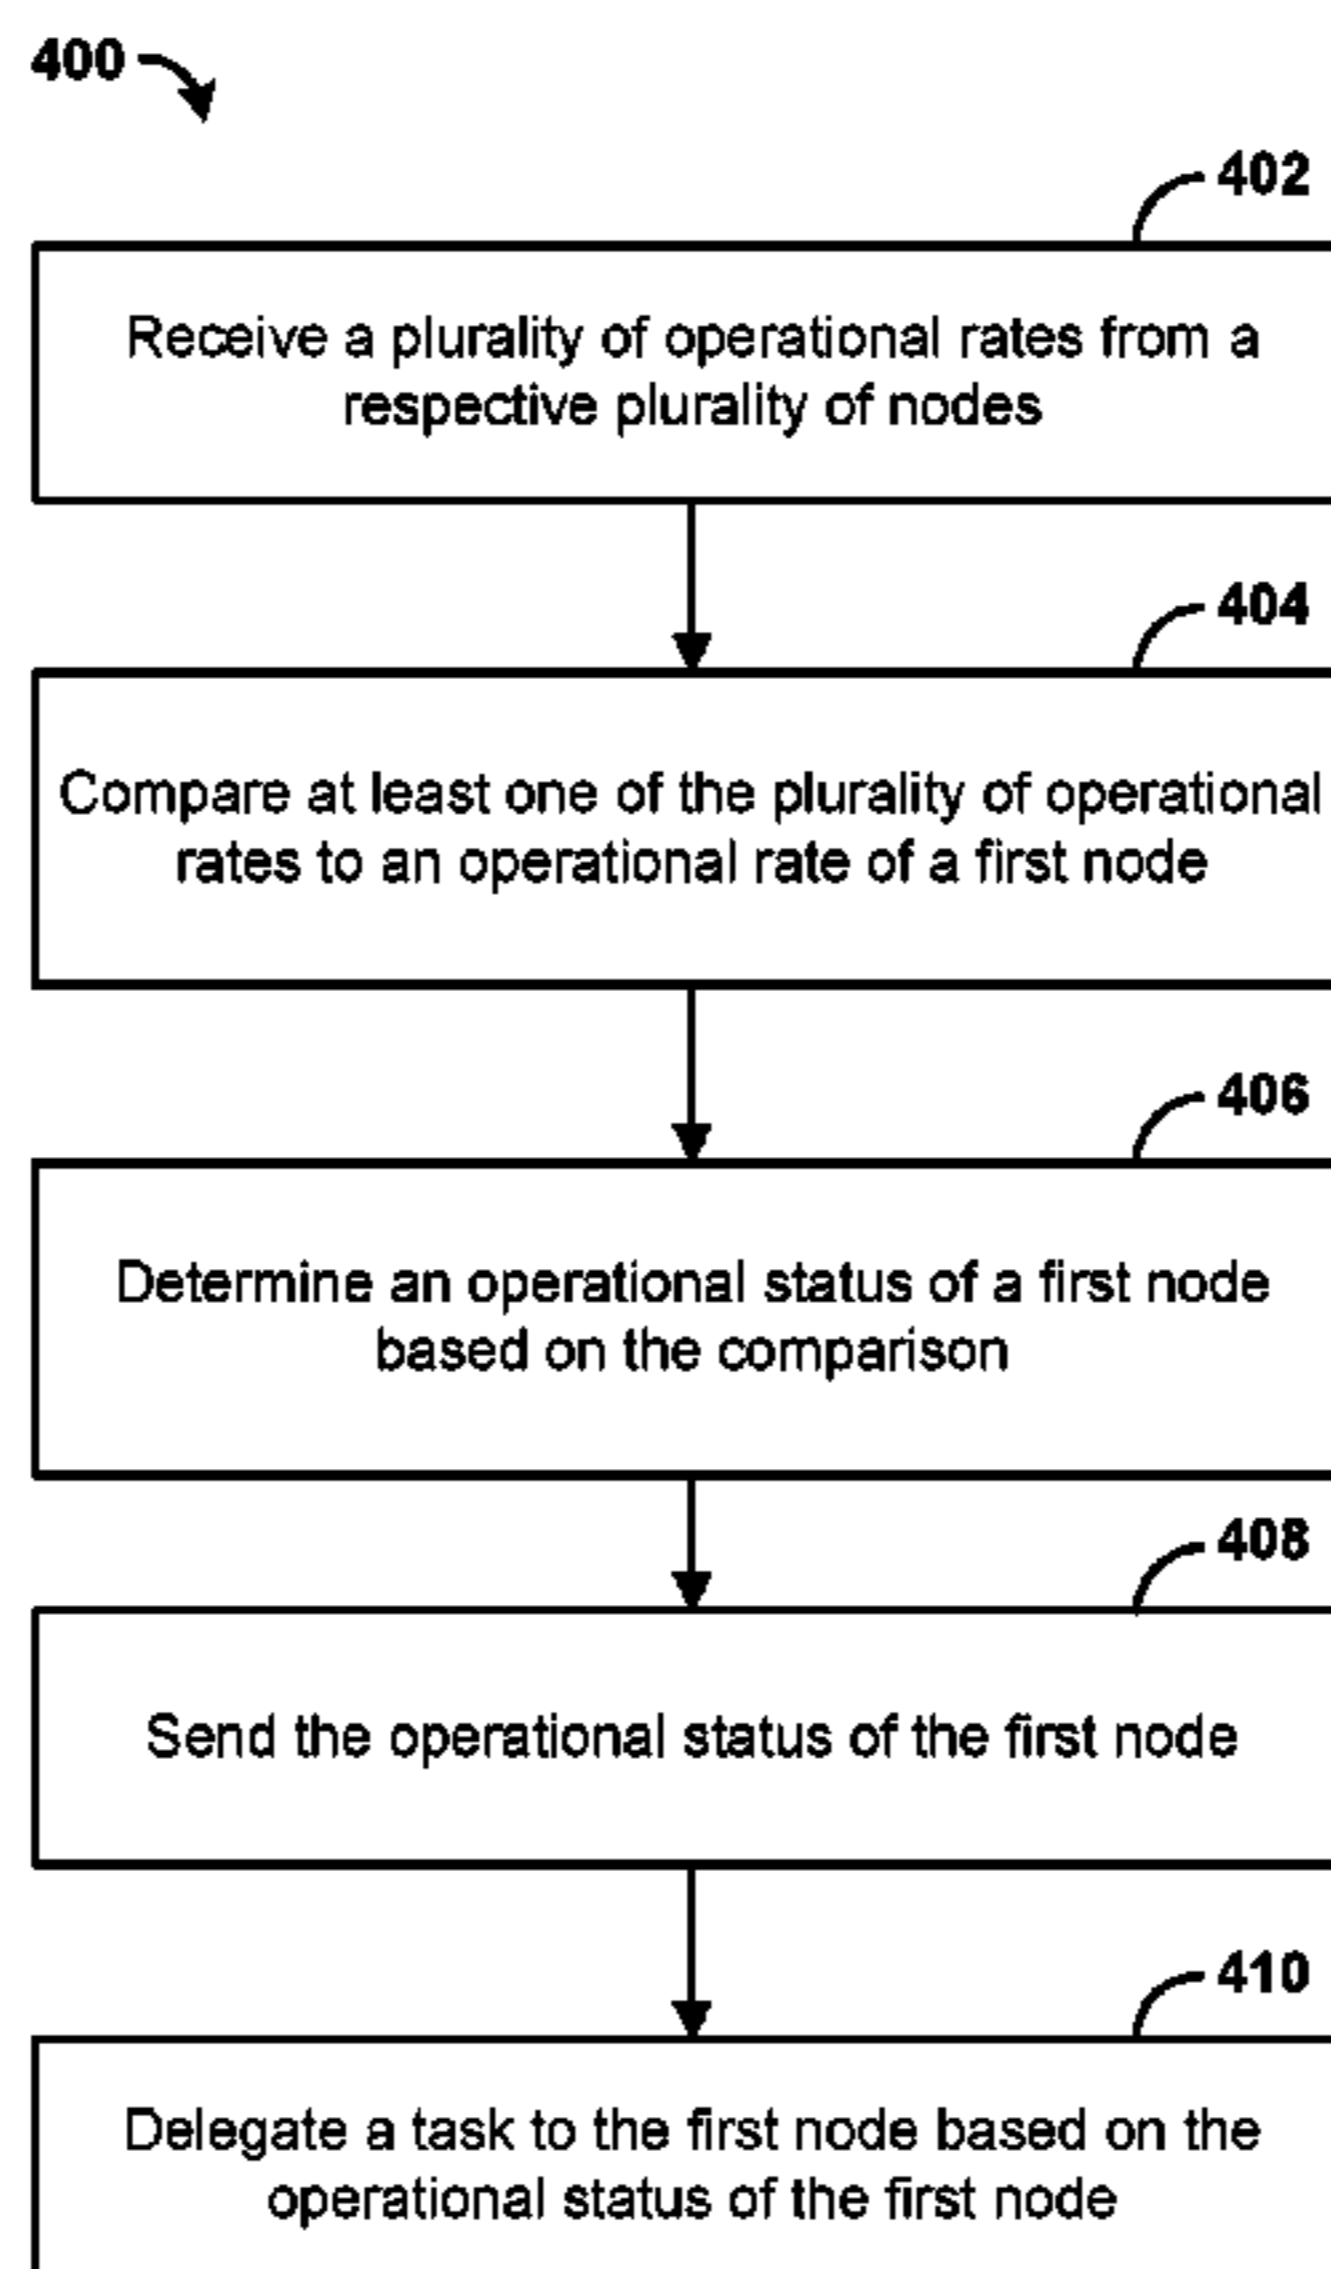 400
402
Receive a plurality of operational rates from a
respective plurality of nodes
404
Compare at least one of the plurality of operational
rates to an operational rate of a first node
406
Determine an operational status of a first node
based on the comparison
408
Send the operational status of the first node
410
Delegate a task to the first node based on the
operational status of the first node